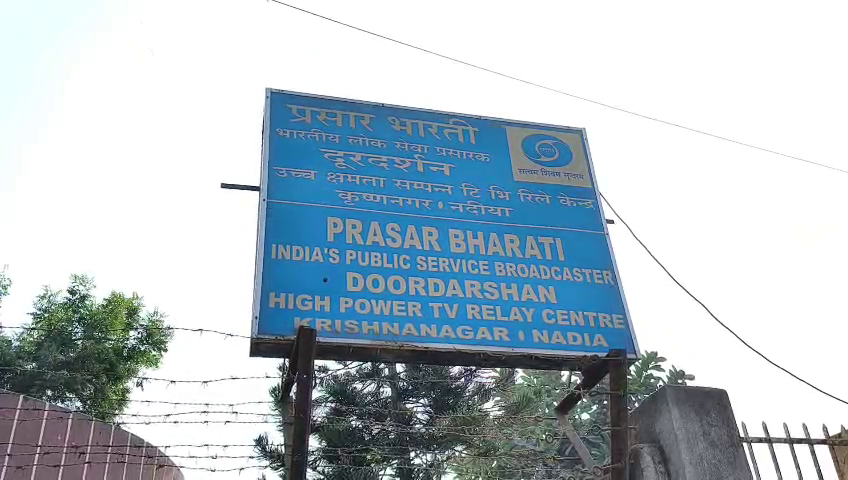 प्रसार भारती
भारतीय लोक सेवा प्रसारक
दूरदर्शन
उच्च क्षमता सम्पन्न टि भि रिले केन्द्र
कृष्णनगर : नदीया
सत्यम शिवम सुन्दरम
PRASAR BHARATI
INDIA'S PUBLIC SERVICE BROADCASTER
DOORDARSHAN
HIGH POWER TV RELAY CENTRE
KRISHNANAGAR : NADIA